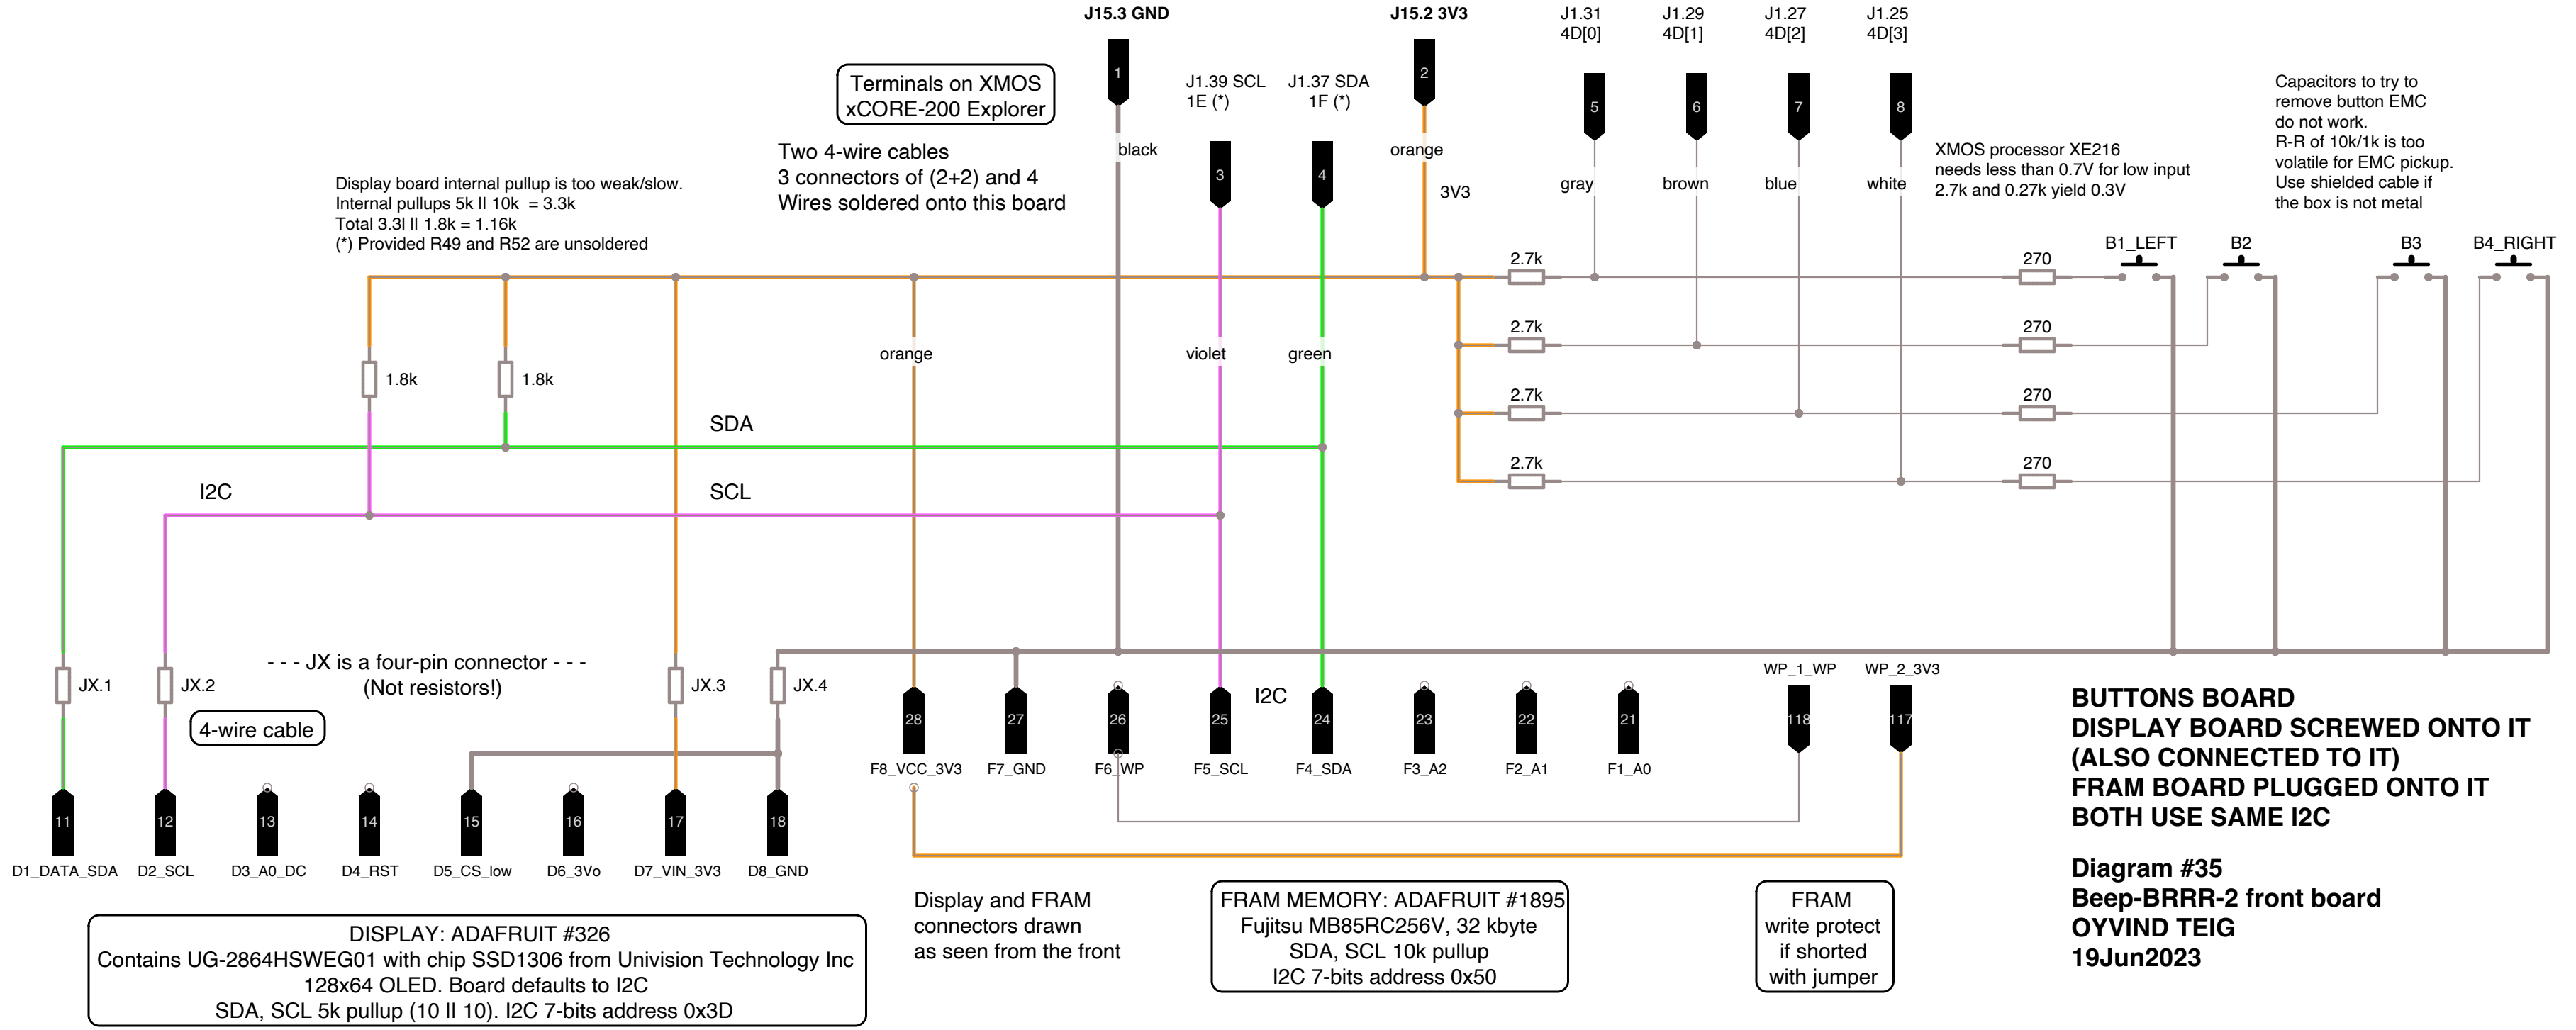 J15.3 GND
J15.2 3V3
J1.31
4D[0]
J1.29
4D[1]
J1.27
4D[2]
J1.25
4D[3]
Terminals on XMOS
xCORE-200 Explorer
1
J1.39 SCL
1E (*)
J1.37 SDA
1F (*)
2
5
6
7
8
Capacitors to try to
remove button EMC
do not work.
R-R of 10k/1k is too
volatile for EMC pickup.
Use shielded cable if
the box is not metal
Two 4-wire cables
3 connectors of (2+2) and 4
Wires soldered onto this board
black
3
4
orange
3V3
gray
brown
blue
white
XMOS processor XE216
needs less than 0.7V for low input
2.7k and 0.27k yield 0.3V
Display board internal pullup is too weak/slow.
Internal pullups 5k || 10k  = 3.3k
Total 3.3l || 1.8k = 1.16k
(*) Provided R49 and R52 are unsoldered
2.7k
270
B1_LEFT
B2
B3
B4_RIGHT
2.7k
270
2.7k
270
2.7k
270
orange
violet
green
1.8k
1.8k
SDA
I2C
SCL
- - - JX is a four-pin connector - - -
(Not resistors!)
JX.1
JX.2
JX.3
JX.4
4-wire cable
I2C
WP_1_WP
WP_2_3V3
28
27
26
25
24
23
22
21
118
117
F8_VCC_3V3
F7_GND
F6_WP
F5_SCL
F4_SDA
F3_A2
F2_A1
F1_A0
11
12
13
14
15
16
17
18
D1_DATA_SDA
D2_SCL
D3_A0_DC
D4_RST
D5_CS_low
D6_3Vo
D7_VIN_3V3
D8_GND
BUTTONS BOARD
DISPLAY BOARD SCREWED ONTO IT
(ALSO CONNECTED TO IT)
FRAM BOARD PLUGGED ONTO IT
BOTH USE SAME I2C
Diagram #35
Beep-BRRR-2 front board
OYVIND TEIG
19Jun2023
DISPLAY: ADAFRUIT #326
Contains UG-2864HSWEG01 with chip SSD1306 from Univision Technology Inc
128x64 OLED. Board defaults to I2C
SDA, SCL 5k pullup (10 || 10). I2C 7-bits address 0x3D
Display and FRAM
connectors drawn
as seen from the front
FRAM MEMORY: ADAFRUIT #1895
Fujitsu MB85RC256V, 32 kbyte
SDA, SCL 10k pullup
I2C 7-bits address 0x50
FRAM
write protect
if shorted
with jumper